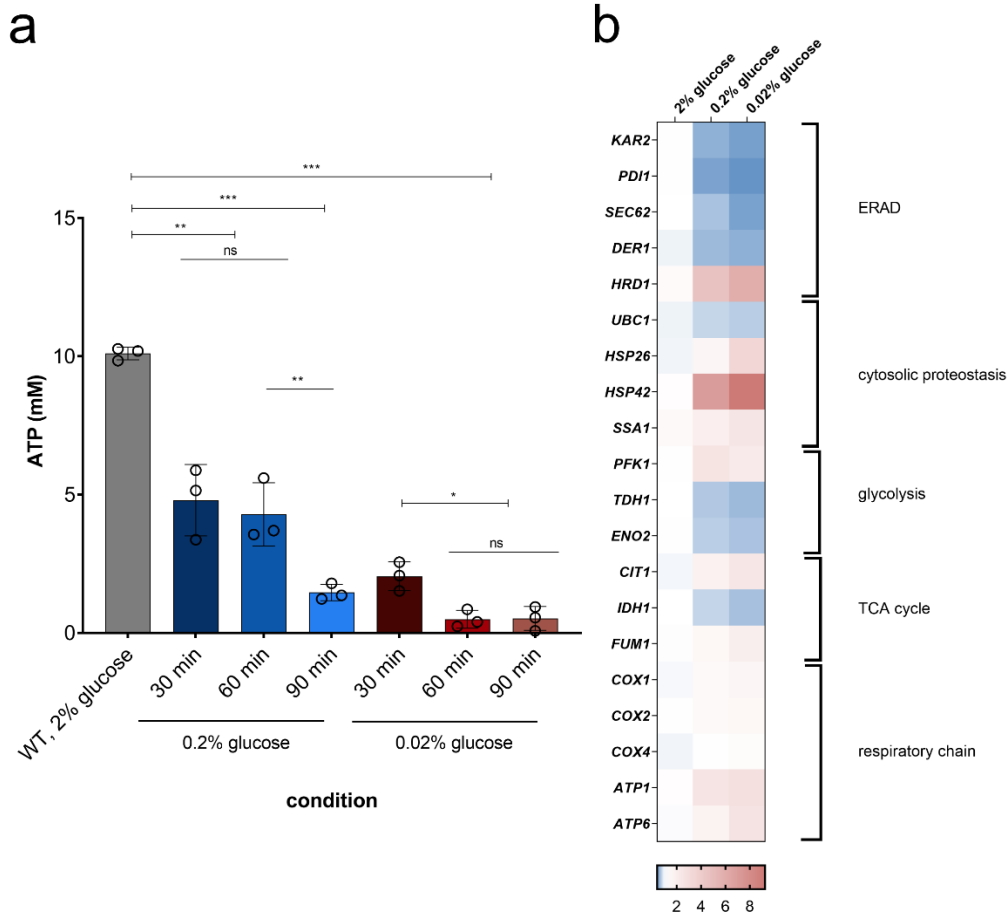 a
***
***
**
ns
**
*
ns
15
10
5
0
ATP (mM)
WT, 2% glucose
30 min
60 min
90 min
30 min
60 min
90 min
0.2% glucose
0.02% glucose
condition
b
2% glucose
0.2% glucose
0.02% glucose
KAR2
PDI1
SEC62
DER1
HRD1
UBC1
HSP26
HSP42
SSA1
PFK1
TDH1
ENO2
CIT1
IDH1
FUM1
COX1
COX2
COX4
ATP1
ATP6
ERAD
cytosolic proteostasis
glycolysis
TCA cycle
respiratory chain
2 4 6 8